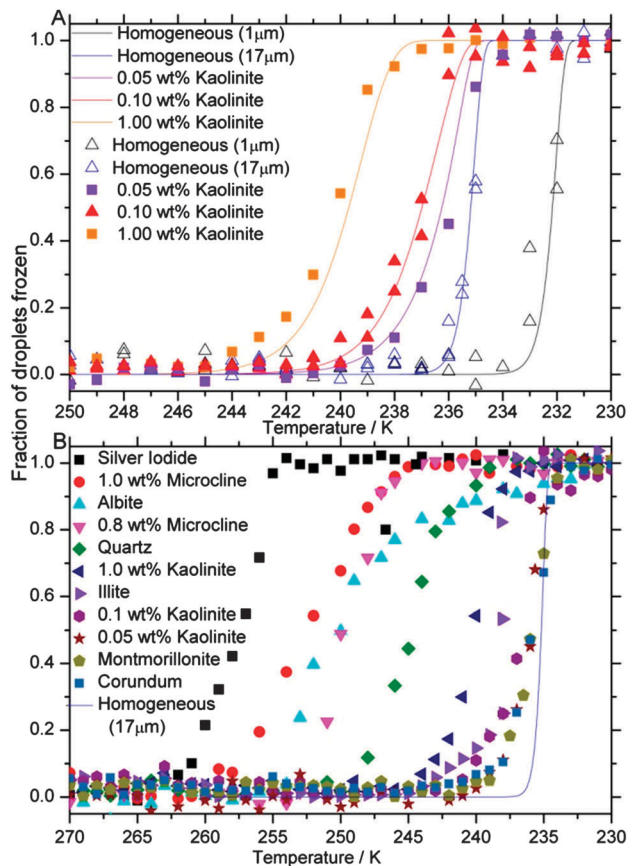 A
Homogeneous (1μm)
Homogeneous (17μm)
0.05 wt% Kaolinite
0.10 wt% Kaolinite
1.00 wt% Kaolinite
Homogeneous (1μm)
Homogeneous (17μm)
0.05 wt% Kaolinite
0.10 wt% Kaolinite
1.00 wt% Kaolinite
1.0
0.8
0.6
0.4
0.2
0.0
250 248 246 244 242 240 238 236 234 232 230
Temperature / K
Fraction of droplets frozen
B
Silver Iodide
1.0 wt% Microcline
Albite
0.8 wt% Microcline
Quartz
1.0 wt% Kaolinite
Illite
0.1 wt% Kaolinite
0.05 wt% Kaolinite
Montmorillonite
Corundum
Homogeneous
(17μm)
1.0
0.8
0.6
0.4
0.2
0.0
270 265 260 255 250 245 240 235 230
Temperature / K